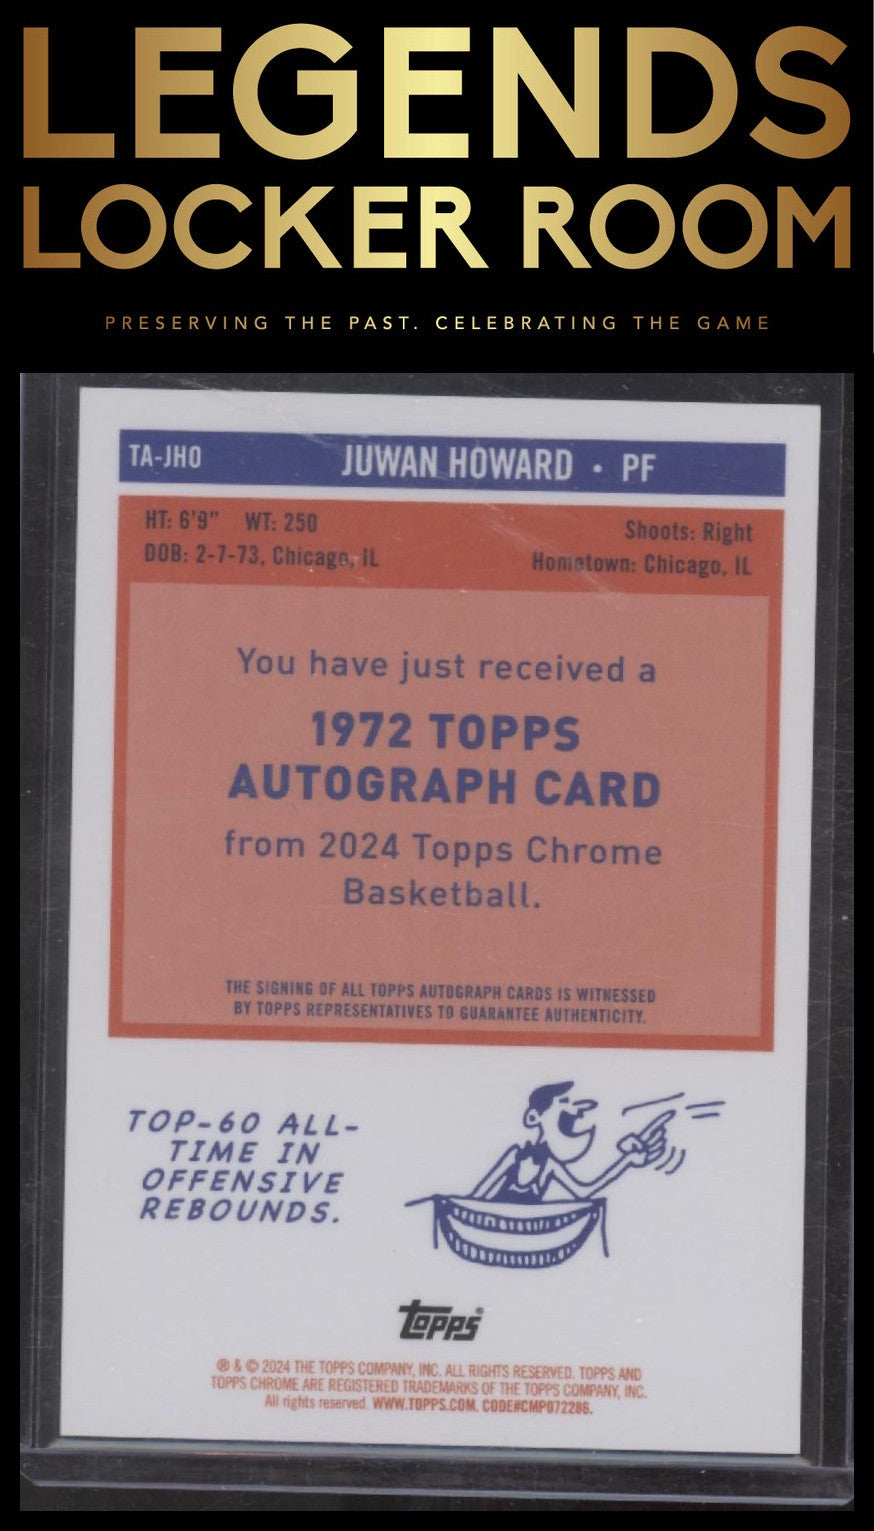 LEGENDS
LOCKER ROOM
PRESERVING THE PAST. CELEBRATING THE GAME
TA-JHO JUWAN HOWARD • PF
HT: 6'9" WT: 250 Shoots: Right
DOB: 2-7-73, Chicago, IL Hometown: Chicago, IL
You have just received a
1972 TOPPS
AUTOGRAPH CARD
from 2024 Topps Chrome
Basketball.
THE SIGNING OF ALL TOPPS AUTOGRAPH CARDS IS WITNESSED
BY TOPPS REPRESENTATIVES TO GUARANTEE AUTHENTICITY.
TOP-60 ALL-
TIME IN
OFFENSIVE
REBOUNDS.
topps®
® & © 2024 THE TOPPS COMPANY, INC. ALL RIGHTS RESERVED. TOPPS AND
TOPPS CHROME ARE REGISTERED TRADEMARKS OF THE TOPPS COMPANY, INC.
All rights reserved. WWW.TOPPS.COM. CODE#CMP072286.